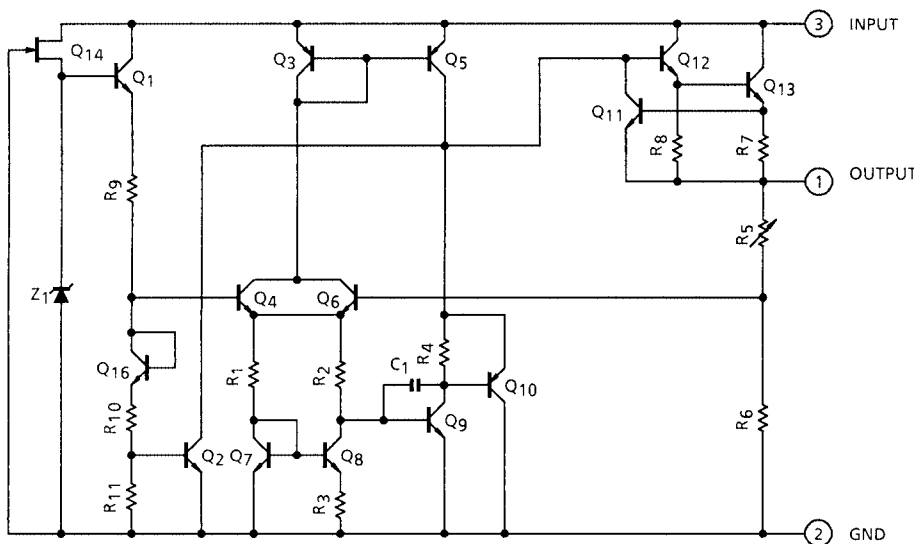 3 INPUT
Q14
Q1
Q3
Q5
Q12
Q13
Q11
R8
R7
R9
1 OUTPUT
R5
Z1
Q4
Q6
Q16
R1
R2
C1
R4
Q10
R10
R6
Q9
Q2
Q7
Q8
R11
R3
2 GND